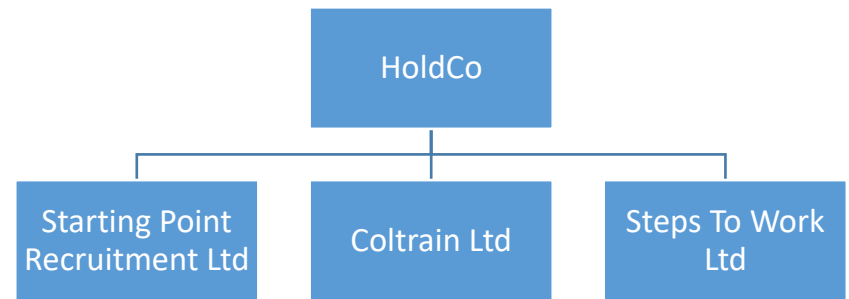 HoldCo
Starting Point
Recruitment Ltd
Coltrain Ltd
Steps To Work
Ltd